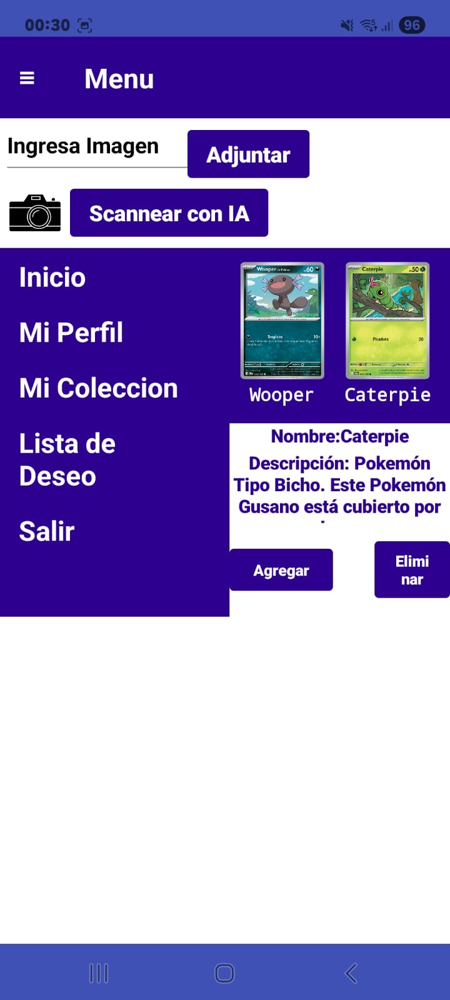 00:30
96
Menu
Ingresa Imagen
Adjuntar
Scannear con IA
Inicio
Mi Perfil
Mi Coleccion
Lista de
Deseo
Salir
Wooper
60
Tropiezo
10+
Caterpie
50
Picadura
20
Wooper
Caterpie
Nombre:Caterpie
Descripción: Pokemón
Tipo Bicho. Este Pokemón
Gusano está cubierto por
Agregar
Elimi
nar